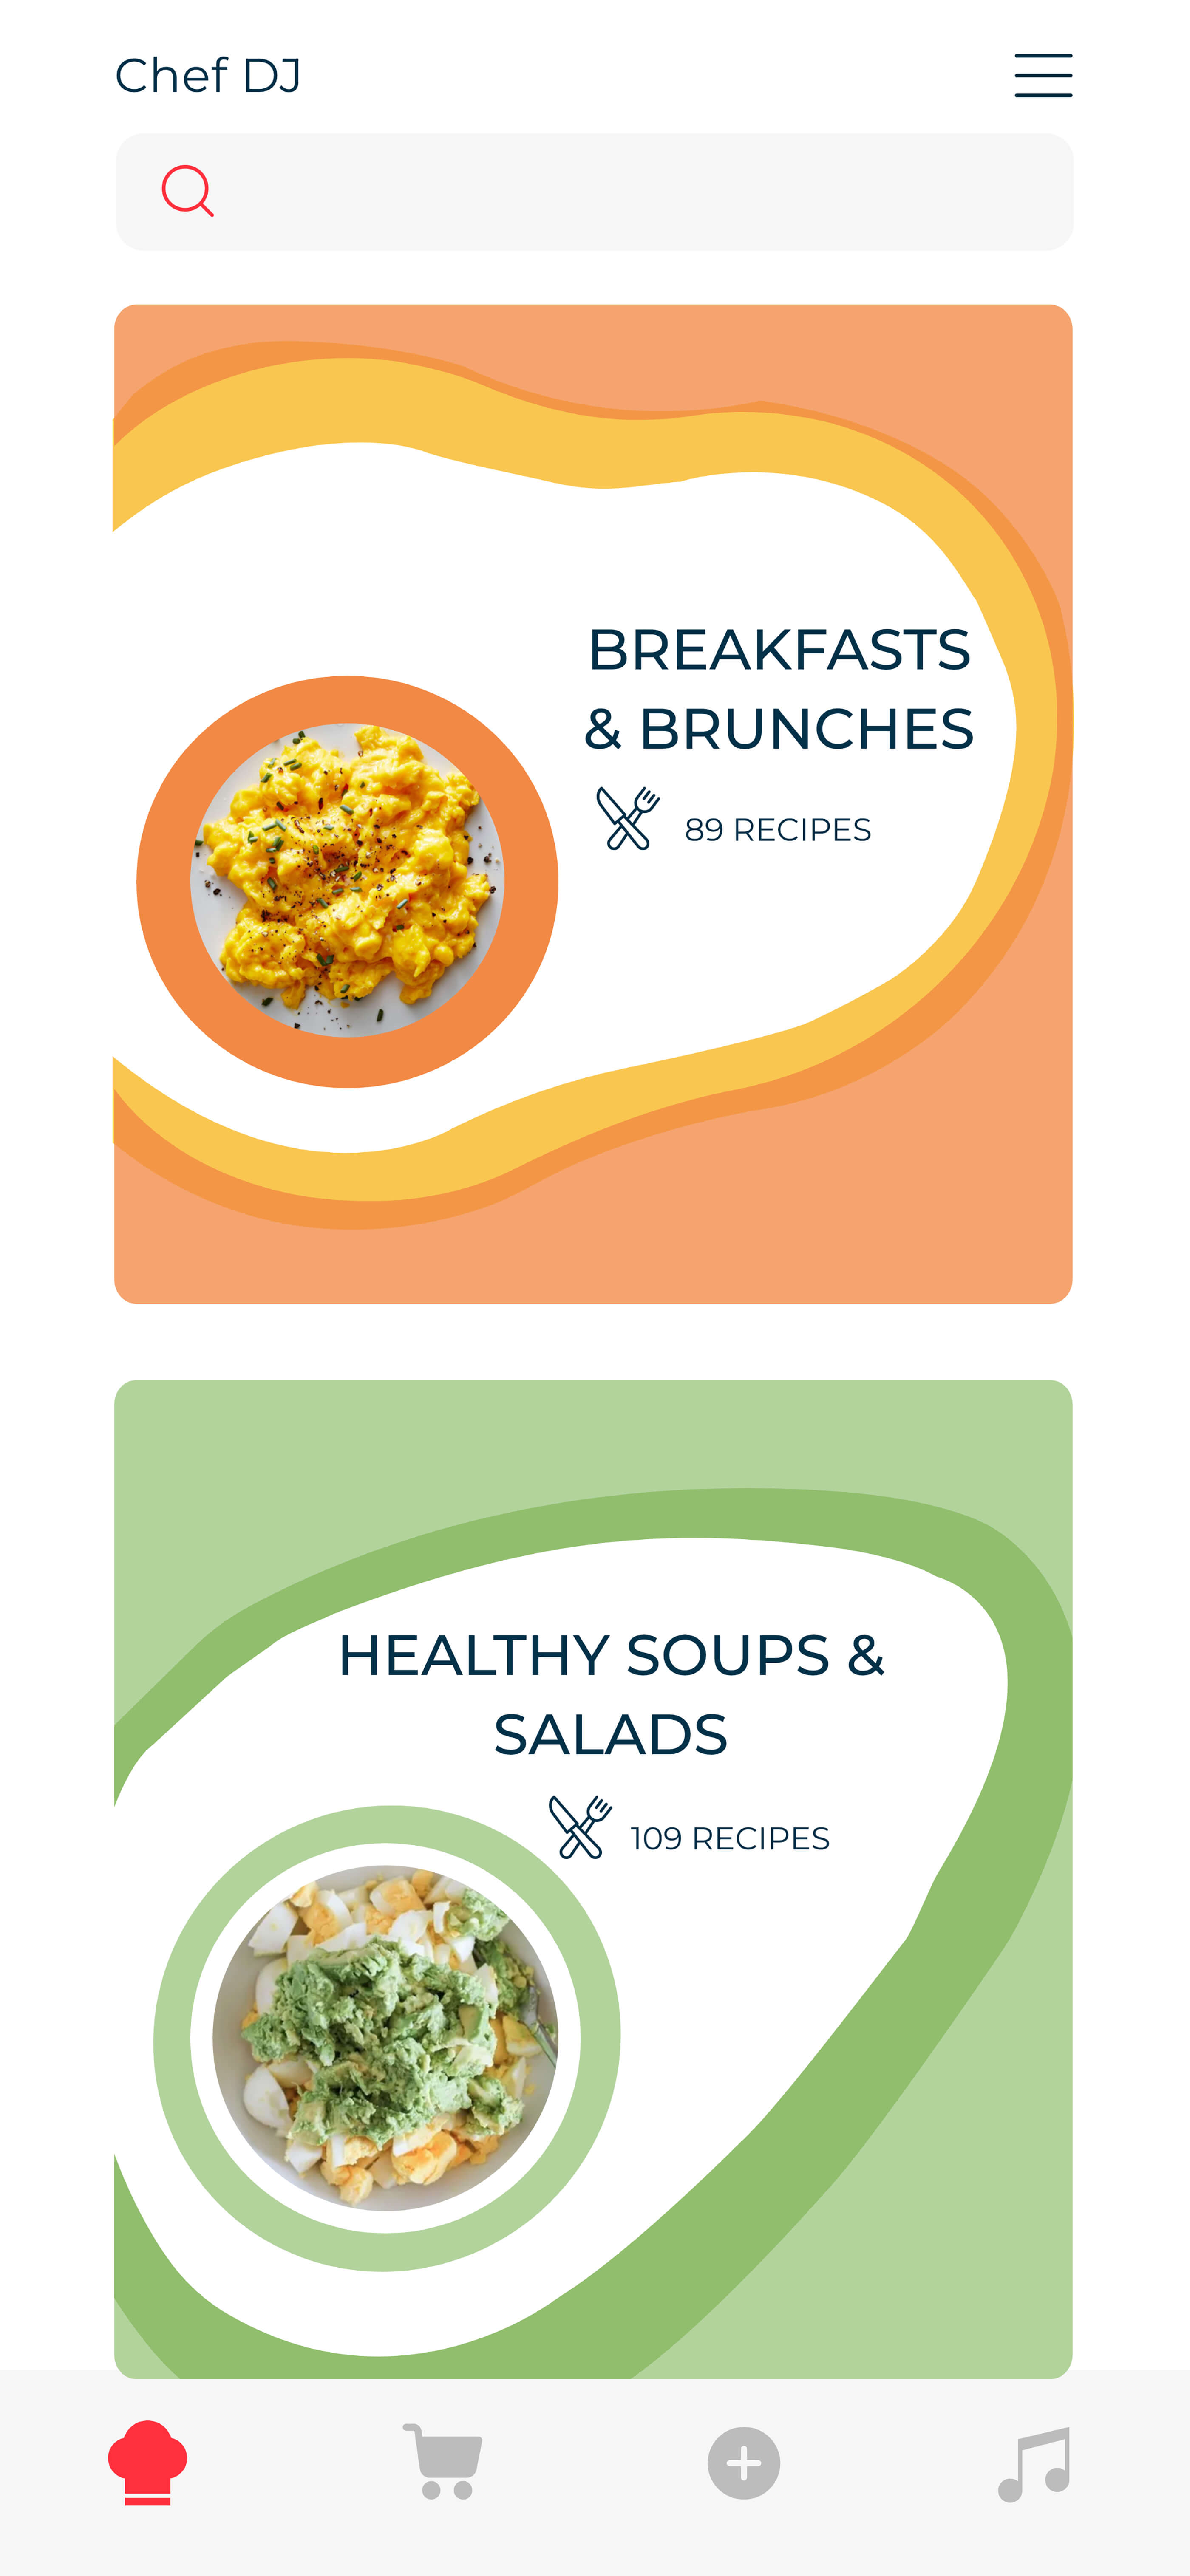 Chef DJ
BREAKFASTS
& BRUNCHES
89 RECIPES
HEALTHY SOUPS &
SALADS
109 RECIPES